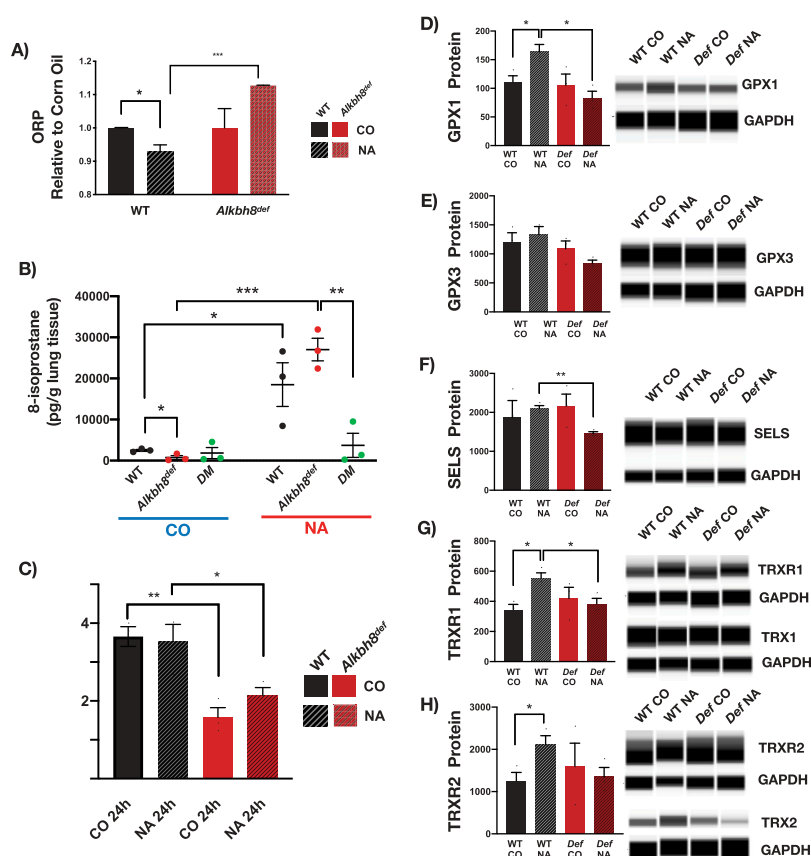 A)
ORP
Relative to Corn Oil
1.2
1.1
1.0
0.9
0.8
*
***
WT
Alkbh8def
WT
Alkbh8def
CO
NA
B)
8-isoprostane
(pg/g lung tissue)
40000
30000
20000
10000
0
***
**
*
*
WT
Alkbh8def
DM
WT
Alkbh8def
DM
CO
NA
C)
4
2
**
*
CO 24h
NA 24h
CO 24h
NA 24h
WT
Alkbh8def
CO
NA
D)
GPX1 Protein
200
150
100
50
0
*
*
WT CO
WT NA
Def CO
Def NA
WT CO
WT NA
Def CO
Def NA
GPX1
GAPDH
E)
GPX3 Protein
2000
1500
1000
500
0
WT CO
WT NA
Def CO
Def NA
WT CO
WT NA
Def CO
Def NA
GPX3
GAPDH
F)
SELS Protein
3000
2000
1000
0
**
WT CO
WT NA
Def CO
Def NA
WT CO
WT NA
Def CO
Def NA
SELS
GAPDH
G)
TRXR1 Protein
800
600
400
200
0
*
*
WT CO
WT NA
Def CO
Def NA
WT CO
WT NA
Def CO
Def NA
TRXR1
GAPDH
TRX1
GAPDH
H)
TRXR2 Protein
3000
2000
1000
0
*
WT CO
WT NA
Def CO
Def NA
WT CO
WT NA
Def CO
Def NA
TRXR2
GAPDH
TRX2
GAPDH